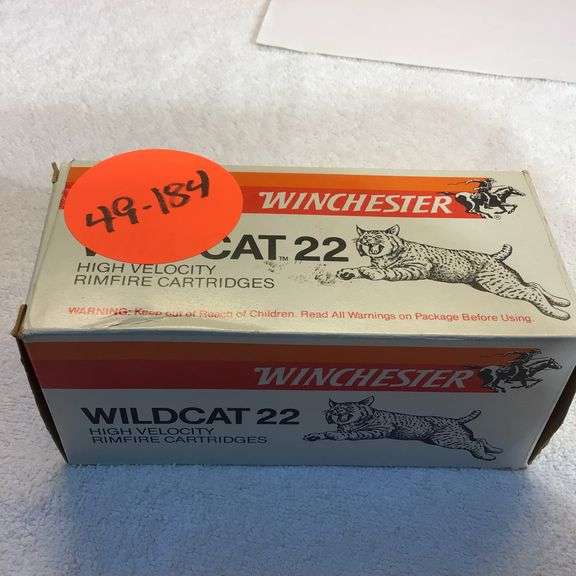 49-184
WINCHESTER
®
CAT™ 22
HIGH VELOCITY
RIMFIRE CARTRIDGES
WARNING: Keep out of Reach of Children. Read All Warnings on Package Before Using.
WINCHESTER
WILDCAT 22
HIGH VELOCITY
RIMFIRE CARTRIDGES